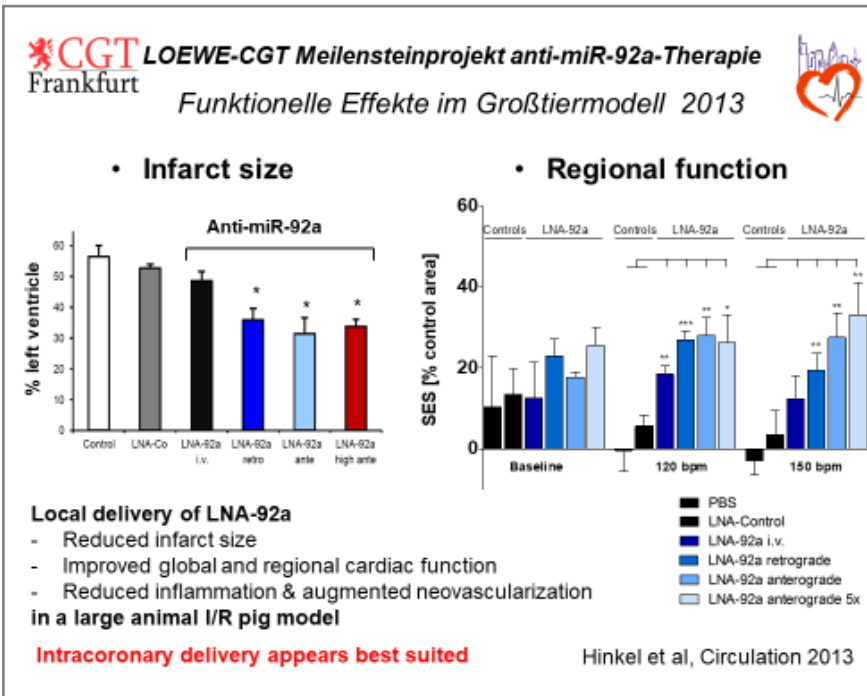 CGT
Frankfurt
LOEWE-CGT Meilensteinprojekt anti-miR-92a-Therapie
Funktionelle Effekte im Großtiermodell 2013
• Infarct size
Anti-miR-92a
% left ventricle
60
50
40
30
20
10
0
* * *
Control LNA-Co LNA-92a i.v. LNA-92a retro LNA-92a ante LNA-92a high ante
• Regional function
SES [% control area]
60
40
20
0
Controls LNA-92a Controls LNA-92a Controls LNA-92a
** *** ** * ** ** **
Baseline 120 bpm 150 bpm
PBS
LNA-Control
LNA-92a i.v.
LNA-92a retrograde
LNA-92a anterograde
LNA-92a anterograde 5x
Local delivery of LNA-92a
- Reduced infarct size
- Improved global and regional cardiac function
- Reduced inflammation & augmented neovascularization
in a large animal I/R pig model
Intracoronary delivery appears best suited
Hinkel et al, Circulation 2013